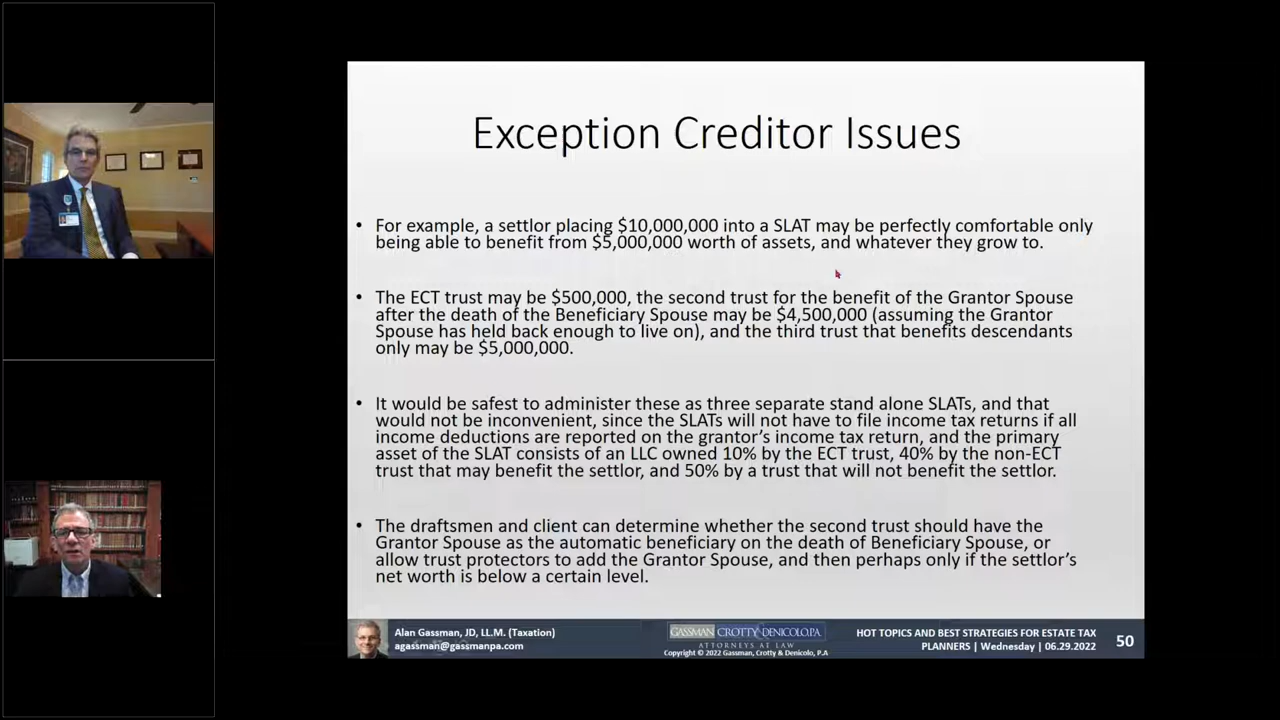 Exception Creditor Issues
• For example, a settlor placing $10,000,000 into a SLAT may be perfectly comfortable only
being able to benefit from $5,000,000 worth of assets, and whatever they grow to.
• The ECT trust may be $500,000, the second trust for the benefit of the Grantor Spouse
after the death of the Beneficiary Spouse may be $4,500,000 (assuming the Grantor
Spouse has held back enough to live on), and the third trust that benefits descendants
only may be $5,000,000.
• It would be safest to administer these as three separate stand alone SLATs, and that
would not be inconvenient, since the SLATs will not have to file income tax returns if all
income deductions are reported on the grantor's income tax return, and the primary
asset of the SLAT consists of an LLC owned 10% by the ECT trust, 40% by the non-ECT
trust that may benefit the settlor, and 50% by a trust that will not benefit the settlor.
• The draftsmen and client can determine whether the second trust should have the
Grantor Spouse as the automatic beneficiary on the death of Beneficiary Spouse, or
allow trust protectors to add the Grantor Spouse, and then perhaps only if the settlor's
net worth is below a certain level.
Alan Gassman, JD, LL.M. (Taxation)
agassman@gassmanpa.com
GASSMAN CROTTY DENICOLO, P.A.
ATTORNEYS AT LAW
Copyright © 2022 Gassman, Crotty & Denicolo, P.A
HOT TOPICS AND BEST STRATEGIES FOR ESTATE TAX
PLANNERS | Wednesday | 06.29.2022
50